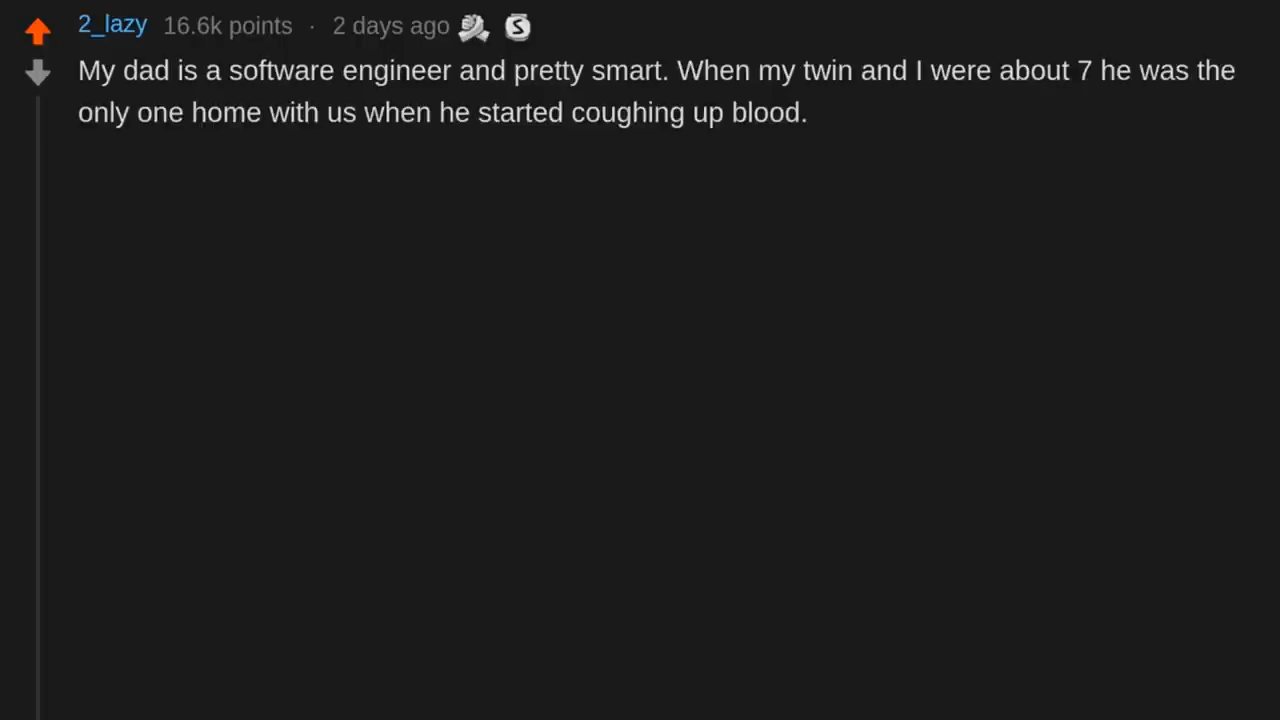 2_lazy 16.6k points · 2 days ago
My dad is a software engineer and pretty smart. When my twin and I were about 7 he was the
only one home with us when he started coughing up blood.